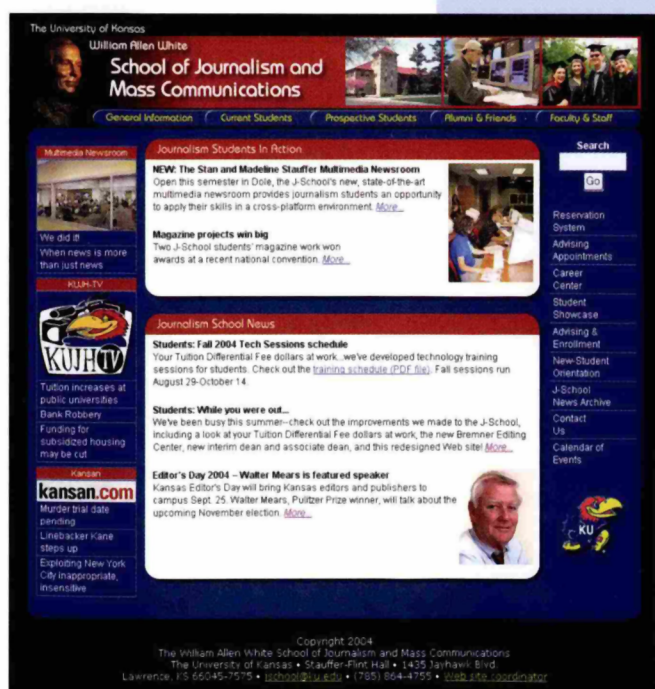 The University of Kansas
William Allen White
School of Journalism and
Mass Communications
General Information
Current Students
Prospective Students
Alumni & Friends
Faculty & Staff
Multimedia Newsroom
We did it!
When news is more
than just news
KUJH-TV
KUJH TV
Tuition increases at
public universities
Bank Robbery
Funding for
subsidized housing
may be cut
Kansan
kansan.com
Murder trial date
pending
Linebacker Kane
steps up
Exploiting New York
City inappropriate,
insensitive
Journalism Students In Action
NEW: The Stan and Madeline Stauffer Multimedia Newsroom
Open this semester in Dole, the J-School's new, state-of-the-art
multimedia newsroom provides journalism students an opportunity
to apply their skills in a cross-platform environment. More...
Magazine projects win big
Two J-School students' magazine work won
awards at a recent national convention. More...
Journalism School News
Students: Fall 2004 Tech Sessions schedule
Your Tuition Differential Fee dollars at work...we've developed technology training
sessions for students. Check out the training schedule (PDF file). Fall sessions run
August 29-October 14.
Students: While you were out...
We've been busy this summer--check out the improvements we made to the J-School,
including a look at your Tuition Differential Fee dollars at work, the new Bremner Editing
Center, new interim dean and associate dean, and this redesigned Web site! More...
Editor's Day 2004 – Walter Mears is featured speaker
Kansas Editor's Day will bring Kansas editors and publishers to
campus Sept. 25. Walter Mears, Pulitzer Prize winner, will talk about the
upcoming November election. More...
Search
Go
Reservation
System
Advising
Appointments
Career
Center
Student
Showcase
Advising &
Enrollment
New-Student
Orientation
J-School
News Archive
Contact
Us
Calendar of
Events
KU
Copyright 2004
The William Allen White School of Journalism and Mass Communications
The University of Kansas • Stauffer-Flint Hall • 1435 Jayhawk Blvd.
Lawrence, KS 66045-7575 • jschool@ku.edu • (785) 864-4755 • Web site coordinator